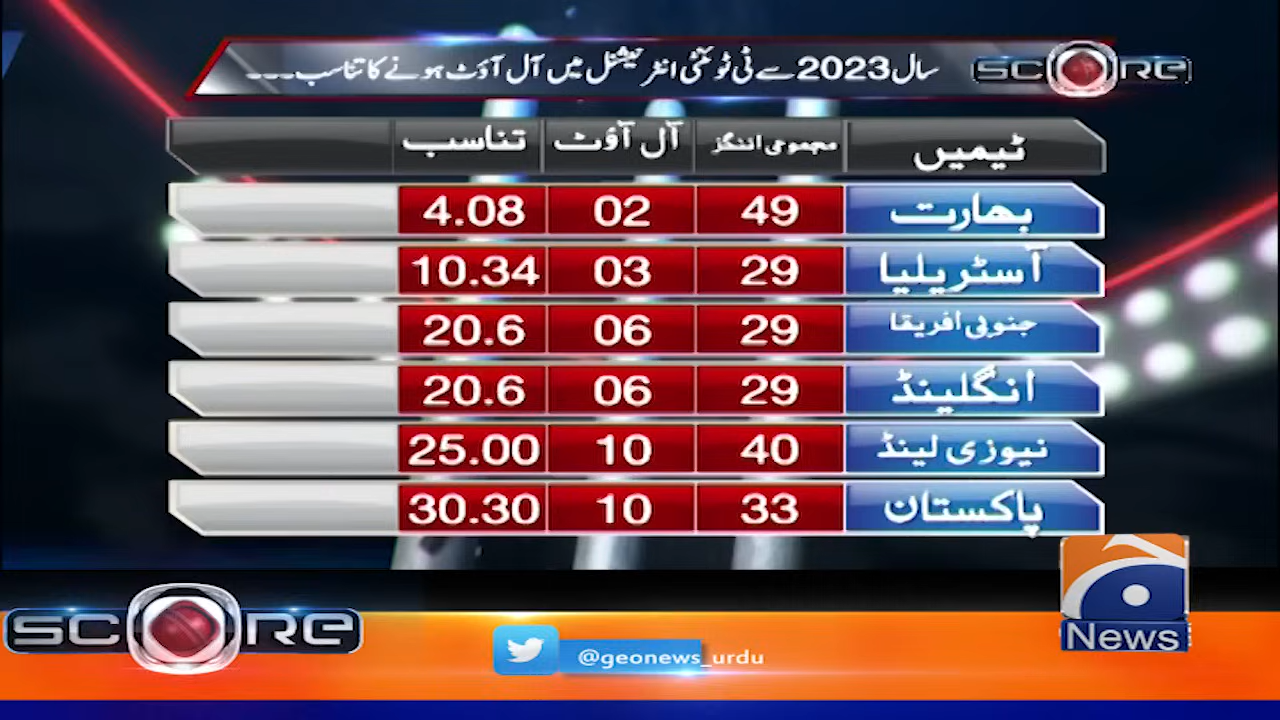 سال 2023 سے ٹی ٹوئنٹی انٹرنیشنل میں آل آؤٹ ہونے کا تناسب۔۔۔ SCORE
ٹیمیں مجموعی اننگز آل آؤٹ تناسب
بھارت 49 02 4.08
آسٹریلیا 29 03 10.34
جنوبی افریقا 29 06 20.6
انگلینڈ 29 06 20.6
نیوزی لینڈ 40 10 25.00
پاکستان 33 10 30.30
SCORE
@geonews_urdu
News